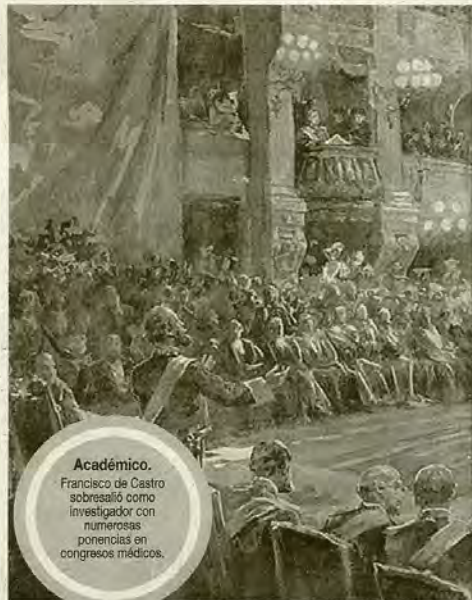 Académico.
Francisco de Castro
sobresalió como
investigador con
numerosas
ponencias en
congresos médicos.